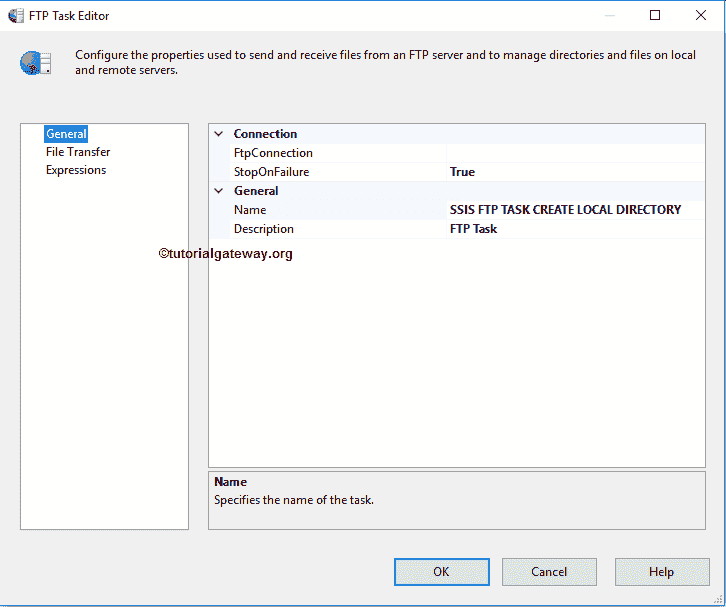 FTP Task Editor
Configure the properties used to send and receive files from an FTP server and to manage directories and files on local
and remote servers.
General
File Transfer
Expressions
Connection
FtpConnection
StopOnFailure True
General
Name SSIS FTP TASK CREATE LOCAL DIRECTORY
Description FTP Task
©tutorialgateway.org
Name
Specifies the name of the task.
OK Cancel Help